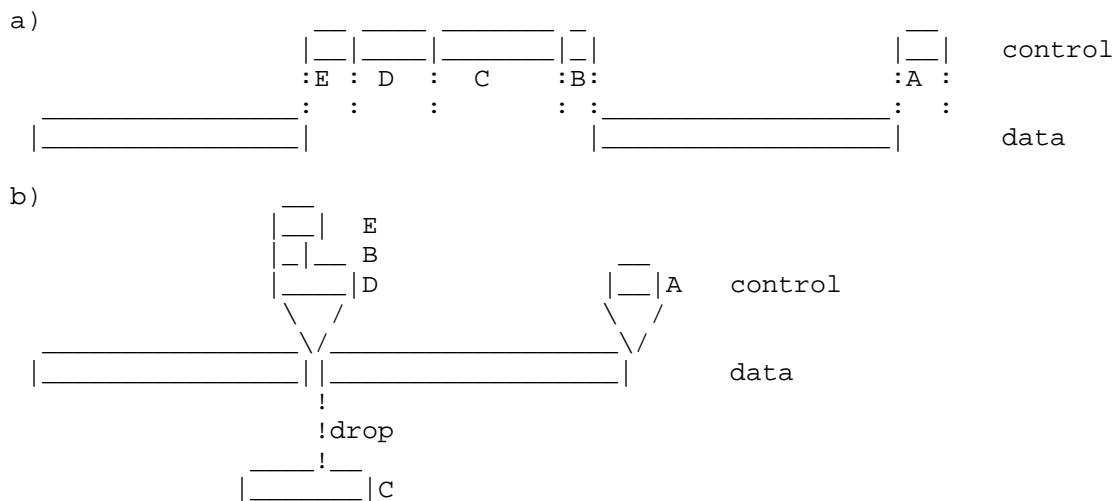 a)
control
E D C B A
data
b)
E
B
D A control
data
drop
C